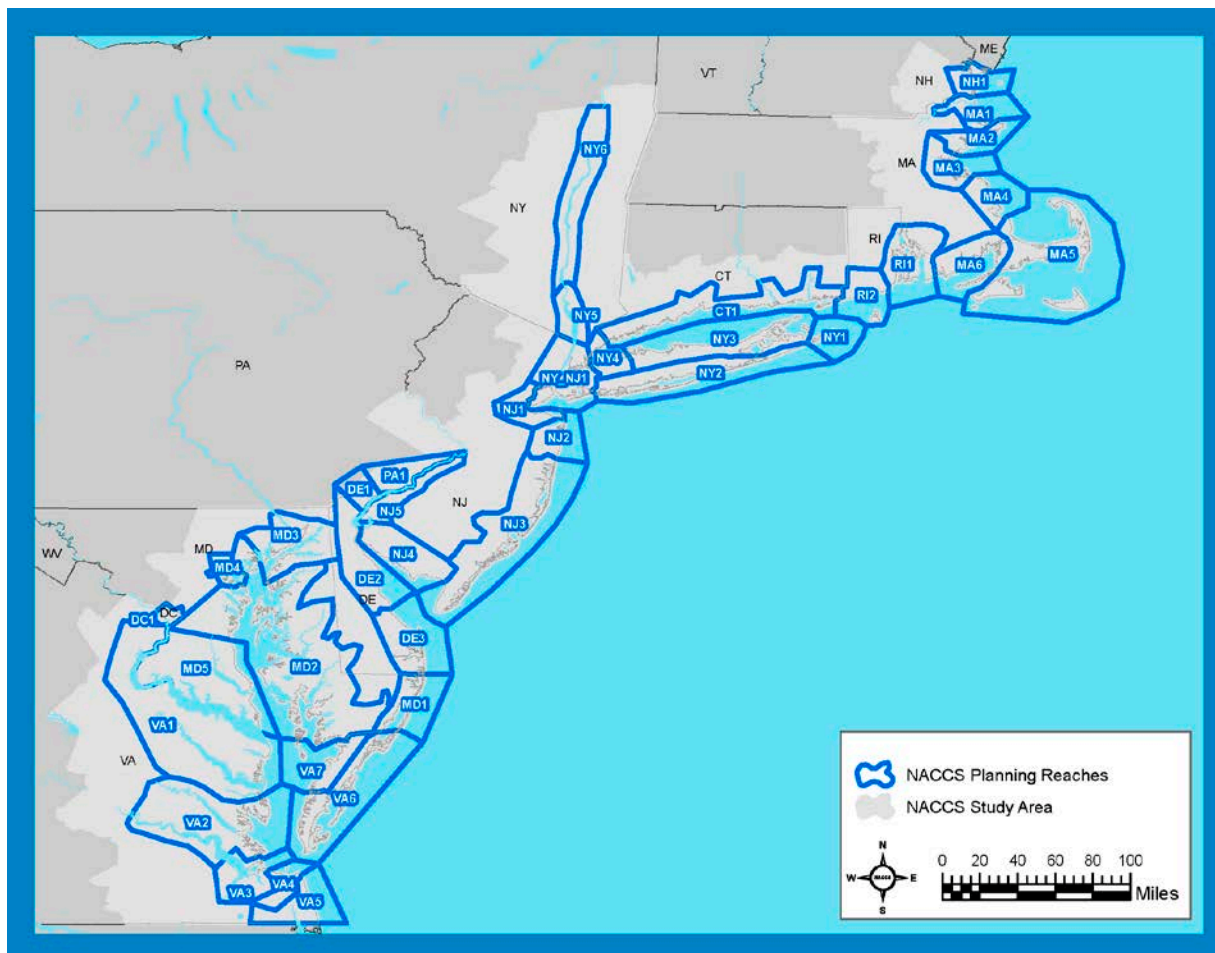 ME
VT
NH
NH1
MA1
MA2
MA
MA3
MA4
MA5
MA6
NY6
NY
RI
RI1
RI2
CT
CT1
NY5
NY3
NY1
NY4
NY2
NY-NJ1
NJ1
NJ2
PA
PA1
DE1
NJ5
NJ
NJ3
NJ4
MD3
WV
MD
MD4
DE2
DE
DE3
DC
DC1
MD5
MD2
MD1
VA1
VA
VA7
VA6
VA2
VA3
VA4
VA5
NACCS Planning Reaches
NACCS Study Area
N
W NACCS E
S
0 20 40 60 80 100
Miles